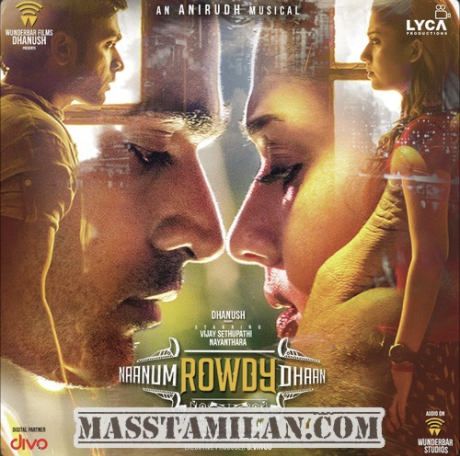 AN ANIRUDH MUSICAL
WUNDERBAR FILMS
DHANUSH
PRESENTS
LYCA
PRODUCTIONS
DHANUSH
STARRING
VIJAY SETHUPATHI
NAYANTHARA
NAANUM ROWDY DHAAN
MASSTAMILAN.COM
DIGITAL PARTNER
divo
AUDIO ON
WUNDERBAR
STUDIOS